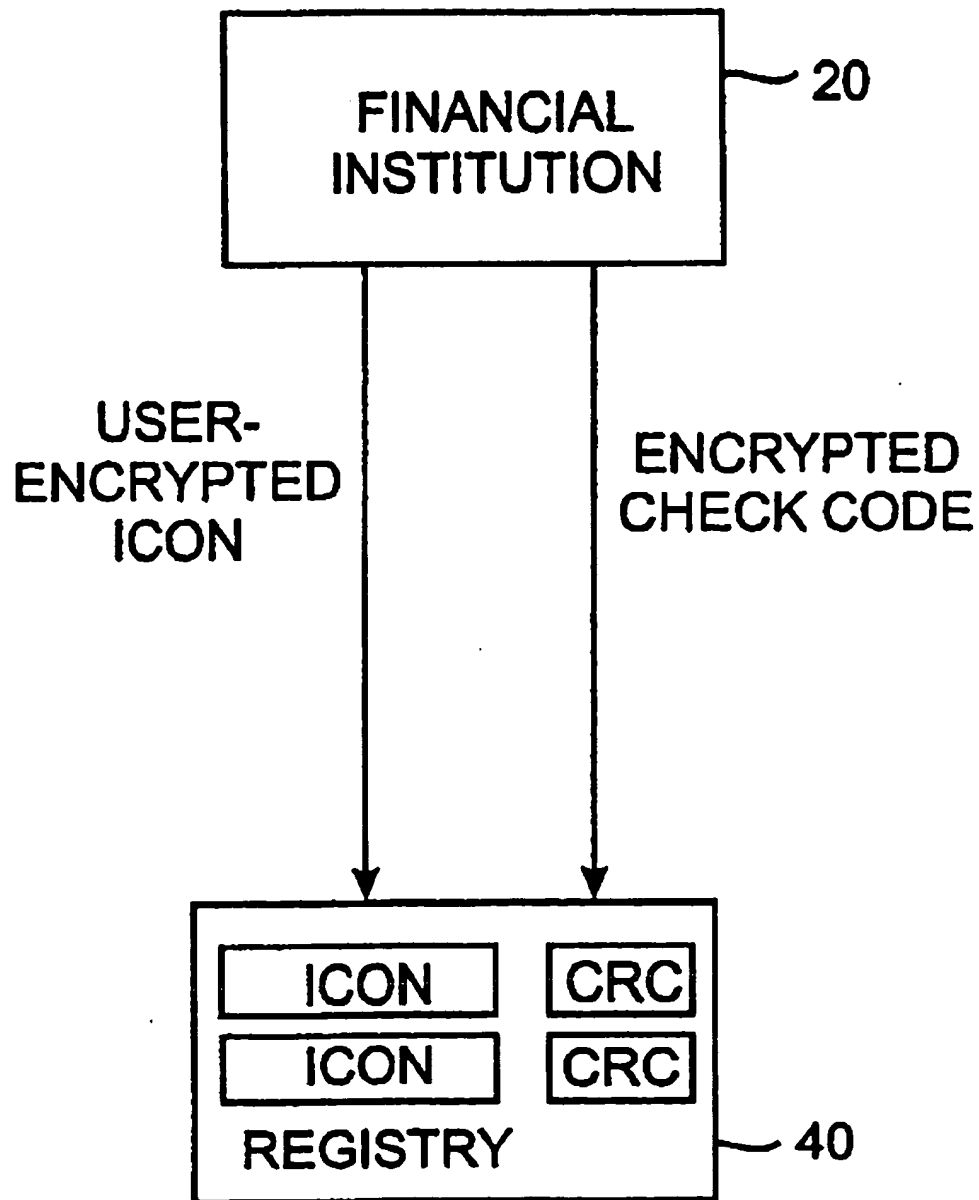 FINANCIAL
INSTITUTION
20
USER-
ENCRYPTED
ICON
ENCRYPTED
CHECK CODE
ICON
CRC
ICON
CRC
REGISTRY
40